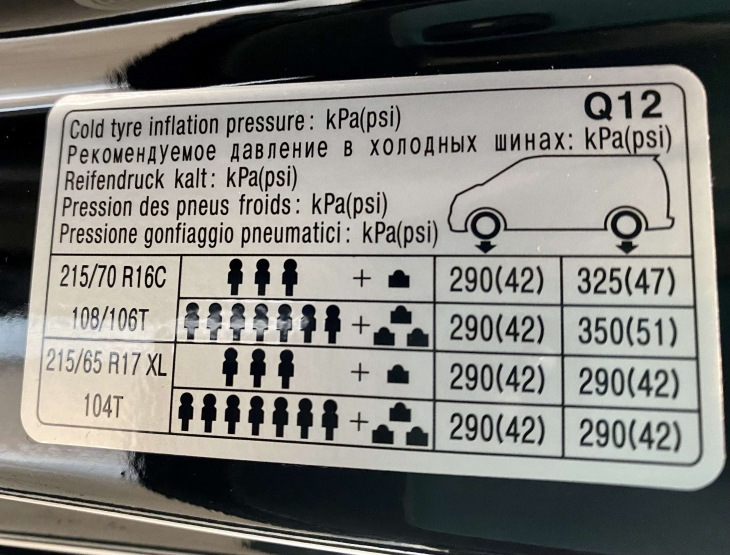 Q12
Cold tyre inflation pressure: kPa(psi)
Рекомендуемое давление в холодных шинах: kPa(psi)
Reifendruck kalt: kPa(psi)
Pression des pneus froids: kPa(psi)
Pressione gonfiaggio pneumatici: kPa(psi)
215/70 R16C + 290(42) 325(47)
108/106T + 290(42) 350(51)
215/65 R17 XL + 290(42) 290(42)
104T + 290(42) 290(42)